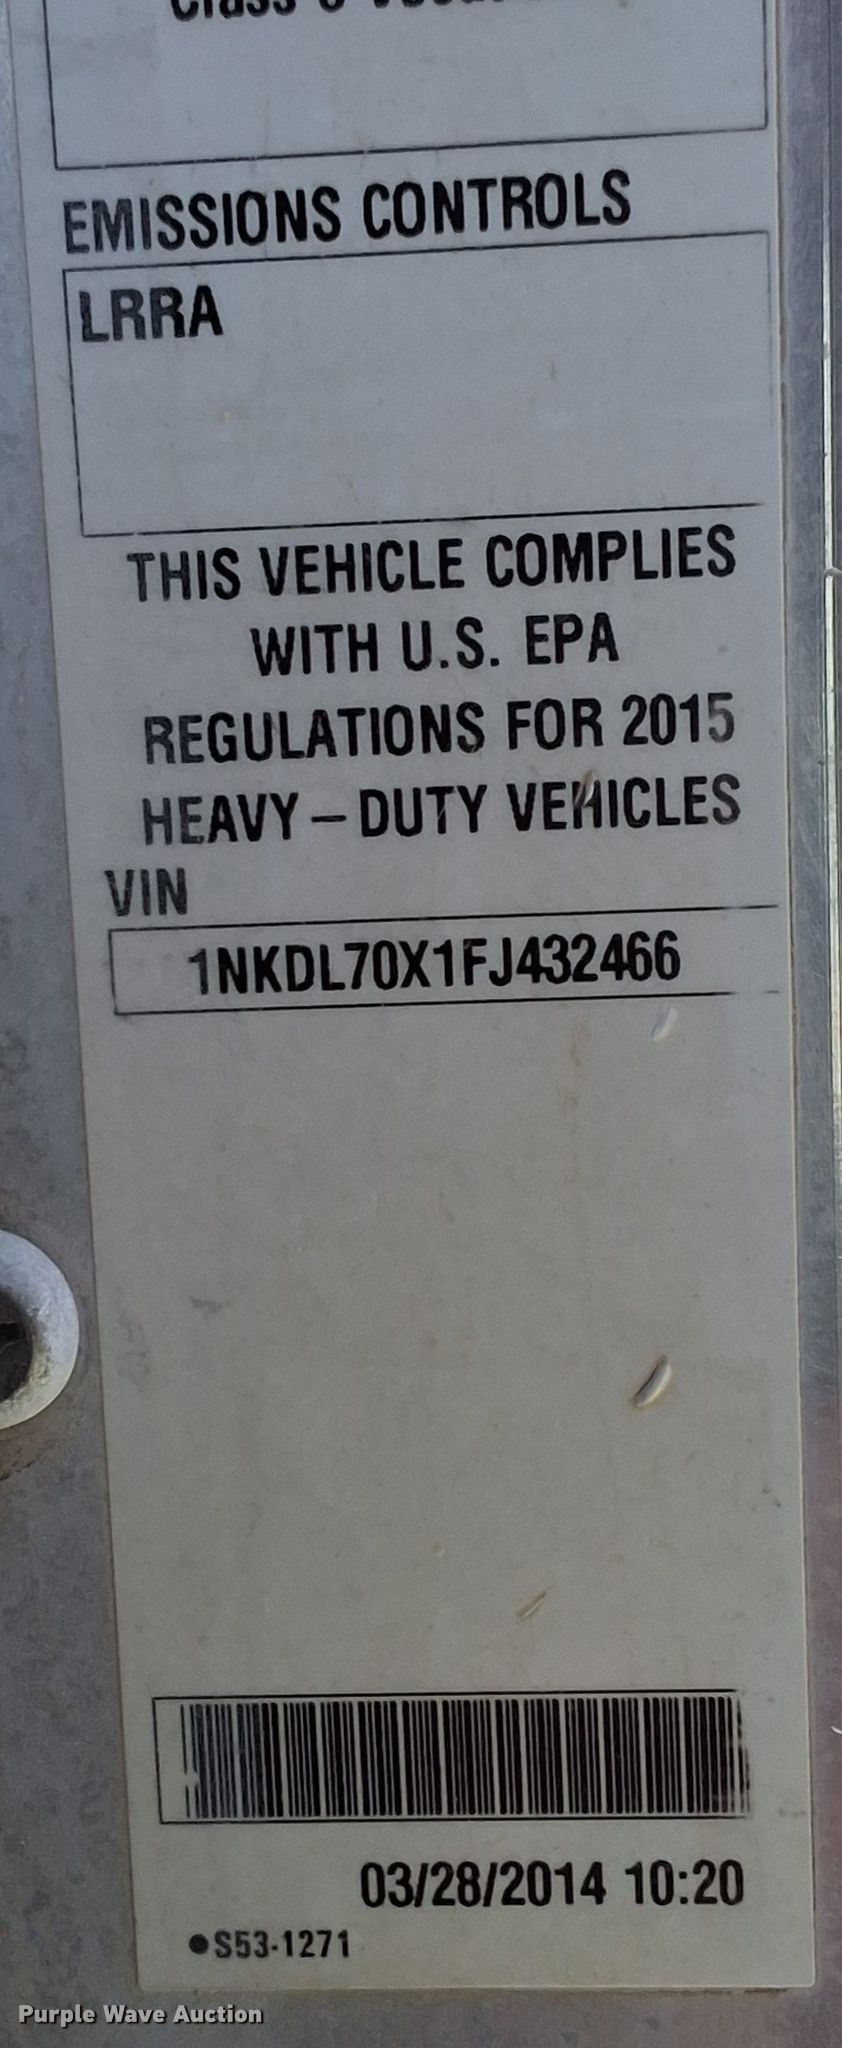 EMISSIONS CONTROLS
LRRA
THIS VEHICLE COMPLIES
WITH U.S. EPA
REGULATIONS FOR 2015
HEAVY-DUTY VEHICLES
VIN
1NKDL70X1FJ432466
03/28/2014 10:20
•S53-1271
Purple Wave Auction